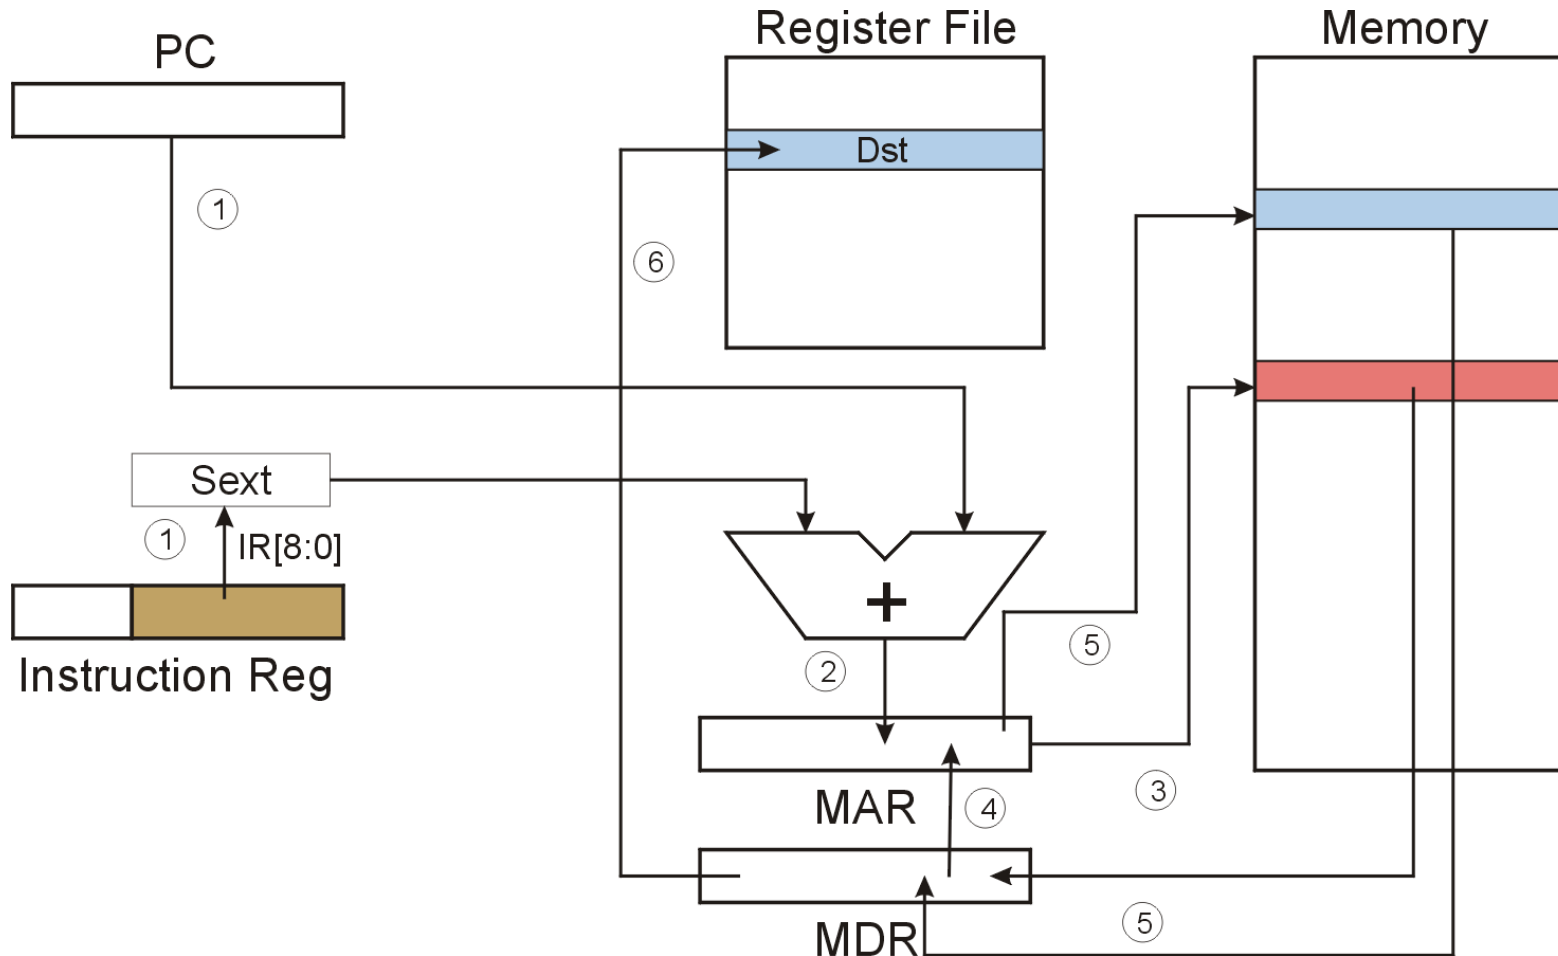 PC
Register File
Memory
Dst
1
6
Sext
1
IR[8:0]
+
Instruction Reg
2
5
MAR
4
3
MDR
5